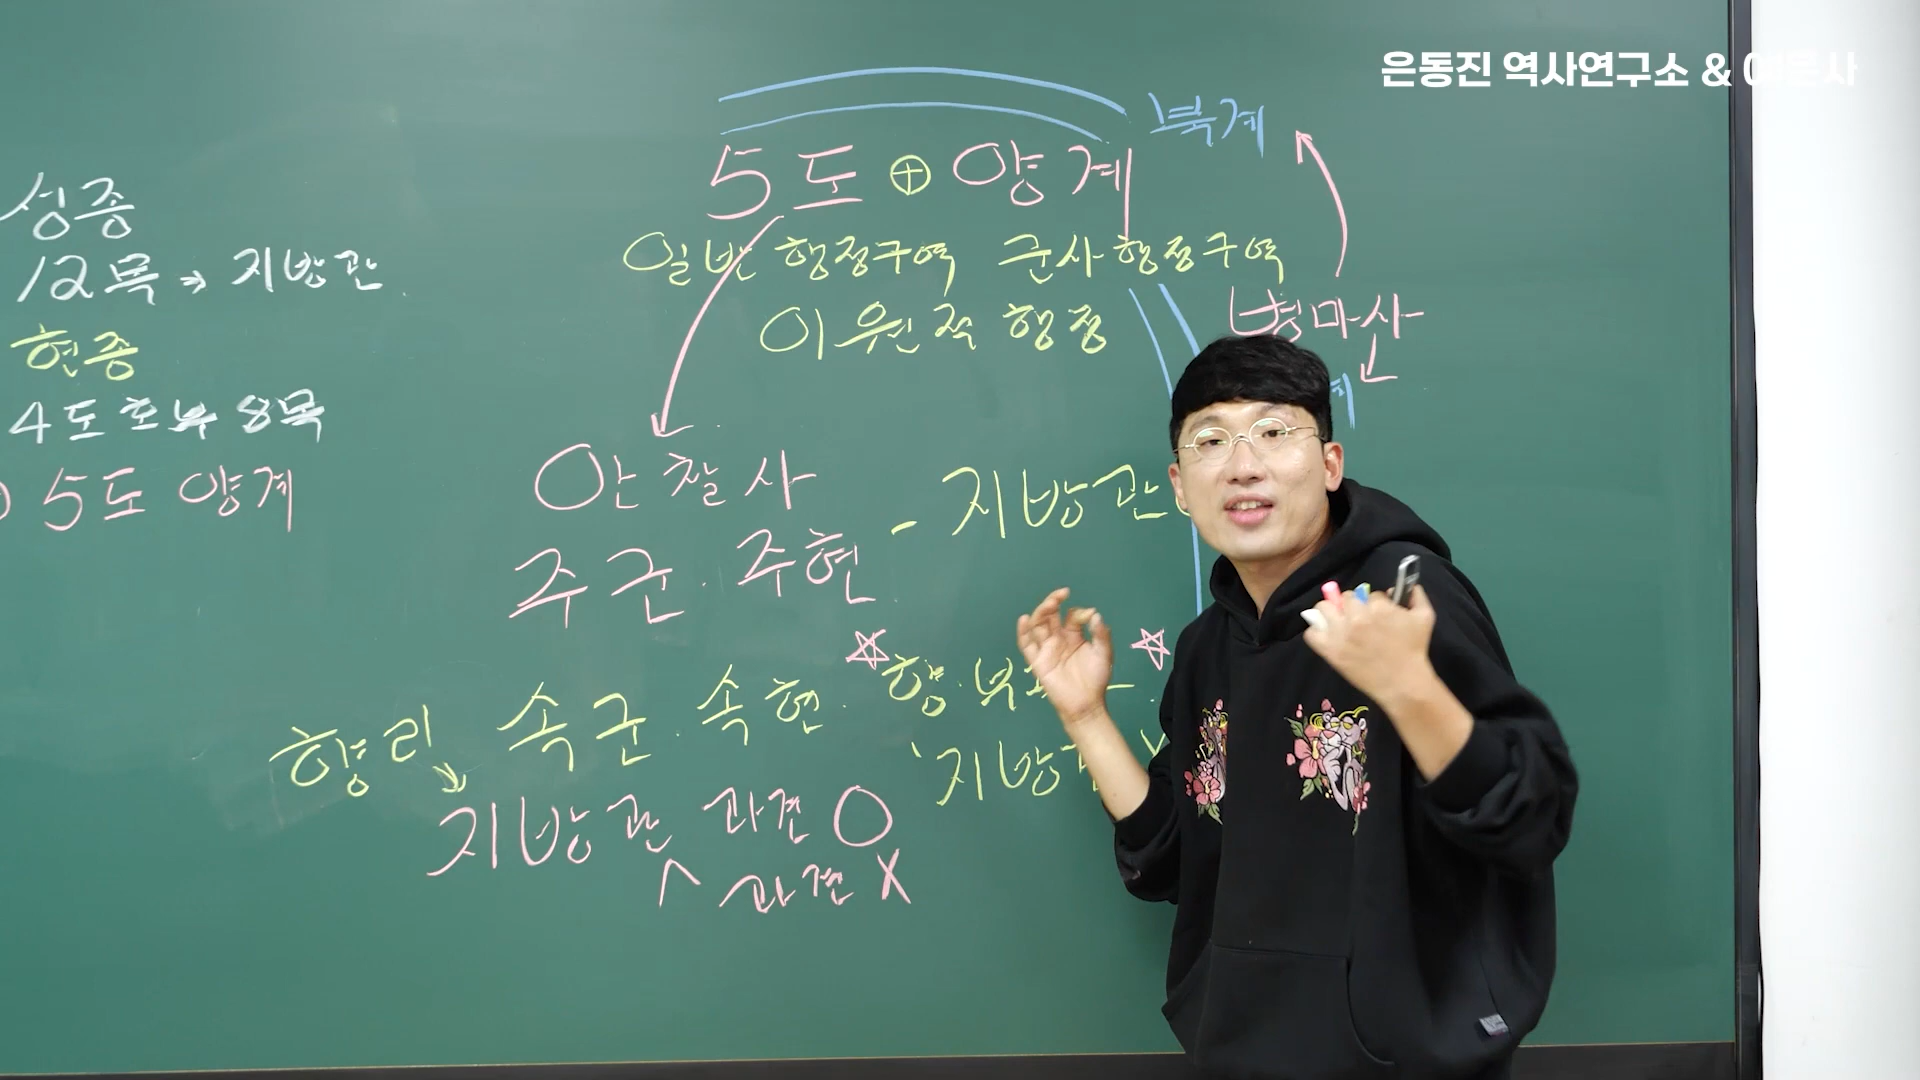 은동진 역사연구소 &
북계
5도 ⊕ 양계
일반행정구역 군사행정구역
이원적 행정
병마사
성종
12목 → 지방관
현종
4도호부 8목
5도 양계
안찰사
주군·주현 - 지방관
향리 속군·속현·향·부곡
지방관 파견 O
파견 X